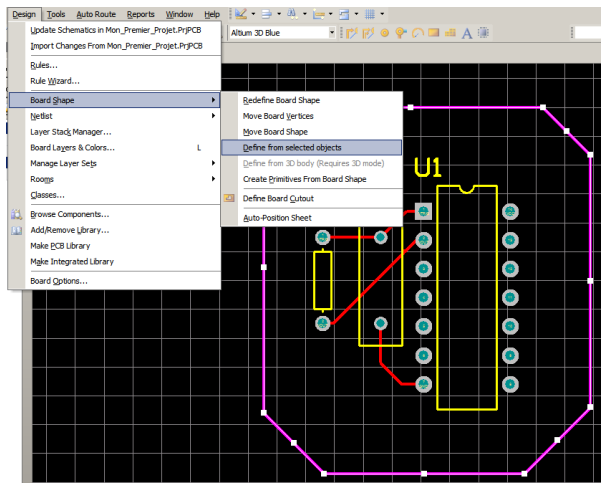 Design Tools Auto Route Reports Window Help
Update Schematics in Mon_Premier_Projet.PrjPCB
Import Changes From Mon_Premier_Projet.PrjPCB
Rules...
Rule Wizard...
Board Shape
Netlist
Layer Stack Manager...
Board Layers & Colors... L
Manage Layer Sets
Rooms
Classes...
Browse Components...
Add/Remove Library...
Make PCB Library
Make Integrated Library
Board Options...
Altium 3D Blue
Redefine Board Shape
Move Board Vertices
Move Board Shape
Define from selected objects
Define from 3D body (Requires 3D mode)
Create Primitives From Board Shape
Define Board Cutout
Auto-Position Sheet
U1